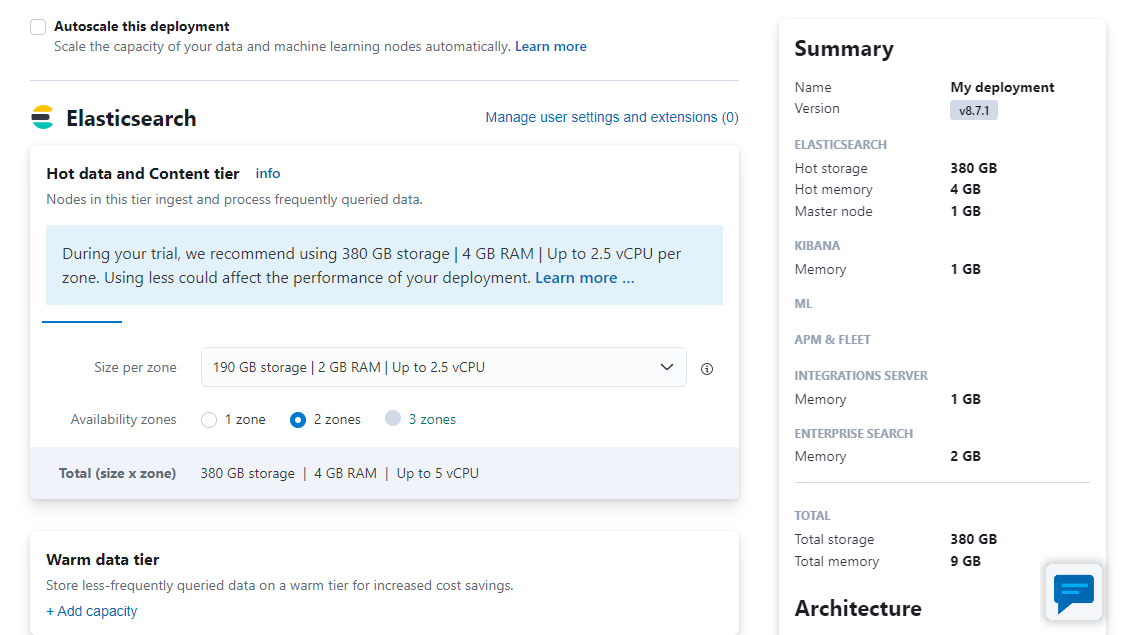 Autoscale this deployment
Scale the capacity of your data and machine learning nodes automatically. Learn more
Elasticsearch
Manage user settings and extensions (0)
Hot data and Content tier info
Nodes in this tier ingest and process frequently queried data.
During your trial, we recommend using 380 GB storage | 4 GB RAM | Up to 2.5 vCPU per
zone. Using less could affect the performance of your deployment. Learn more ...
Size per zone 190 GB storage | 2 GB RAM | Up to 2.5 vCPU
Availability zones 1 zone 2 zones 3 zones
Total (size x zone) 380 GB storage | 4 GB RAM | Up to 5 vCPU
Warm data tier
Store less-frequently queried data on a warm tier for increased cost savings.
+ Add capacity
Summary
Name My deployment
Version v8.7.1
ELASTICSEARCH
Hot storage 380 GB
Hot memory 4 GB
Master node 1 GB
KIBANA
Memory 1 GB
ML
APM & FLEET
INTEGRATIONS SERVER
Memory 1 GB
ENTERPRISE SEARCH
Memory 2 GB
TOTAL
Total storage 380 GB
Total memory 9 GB
Architecture